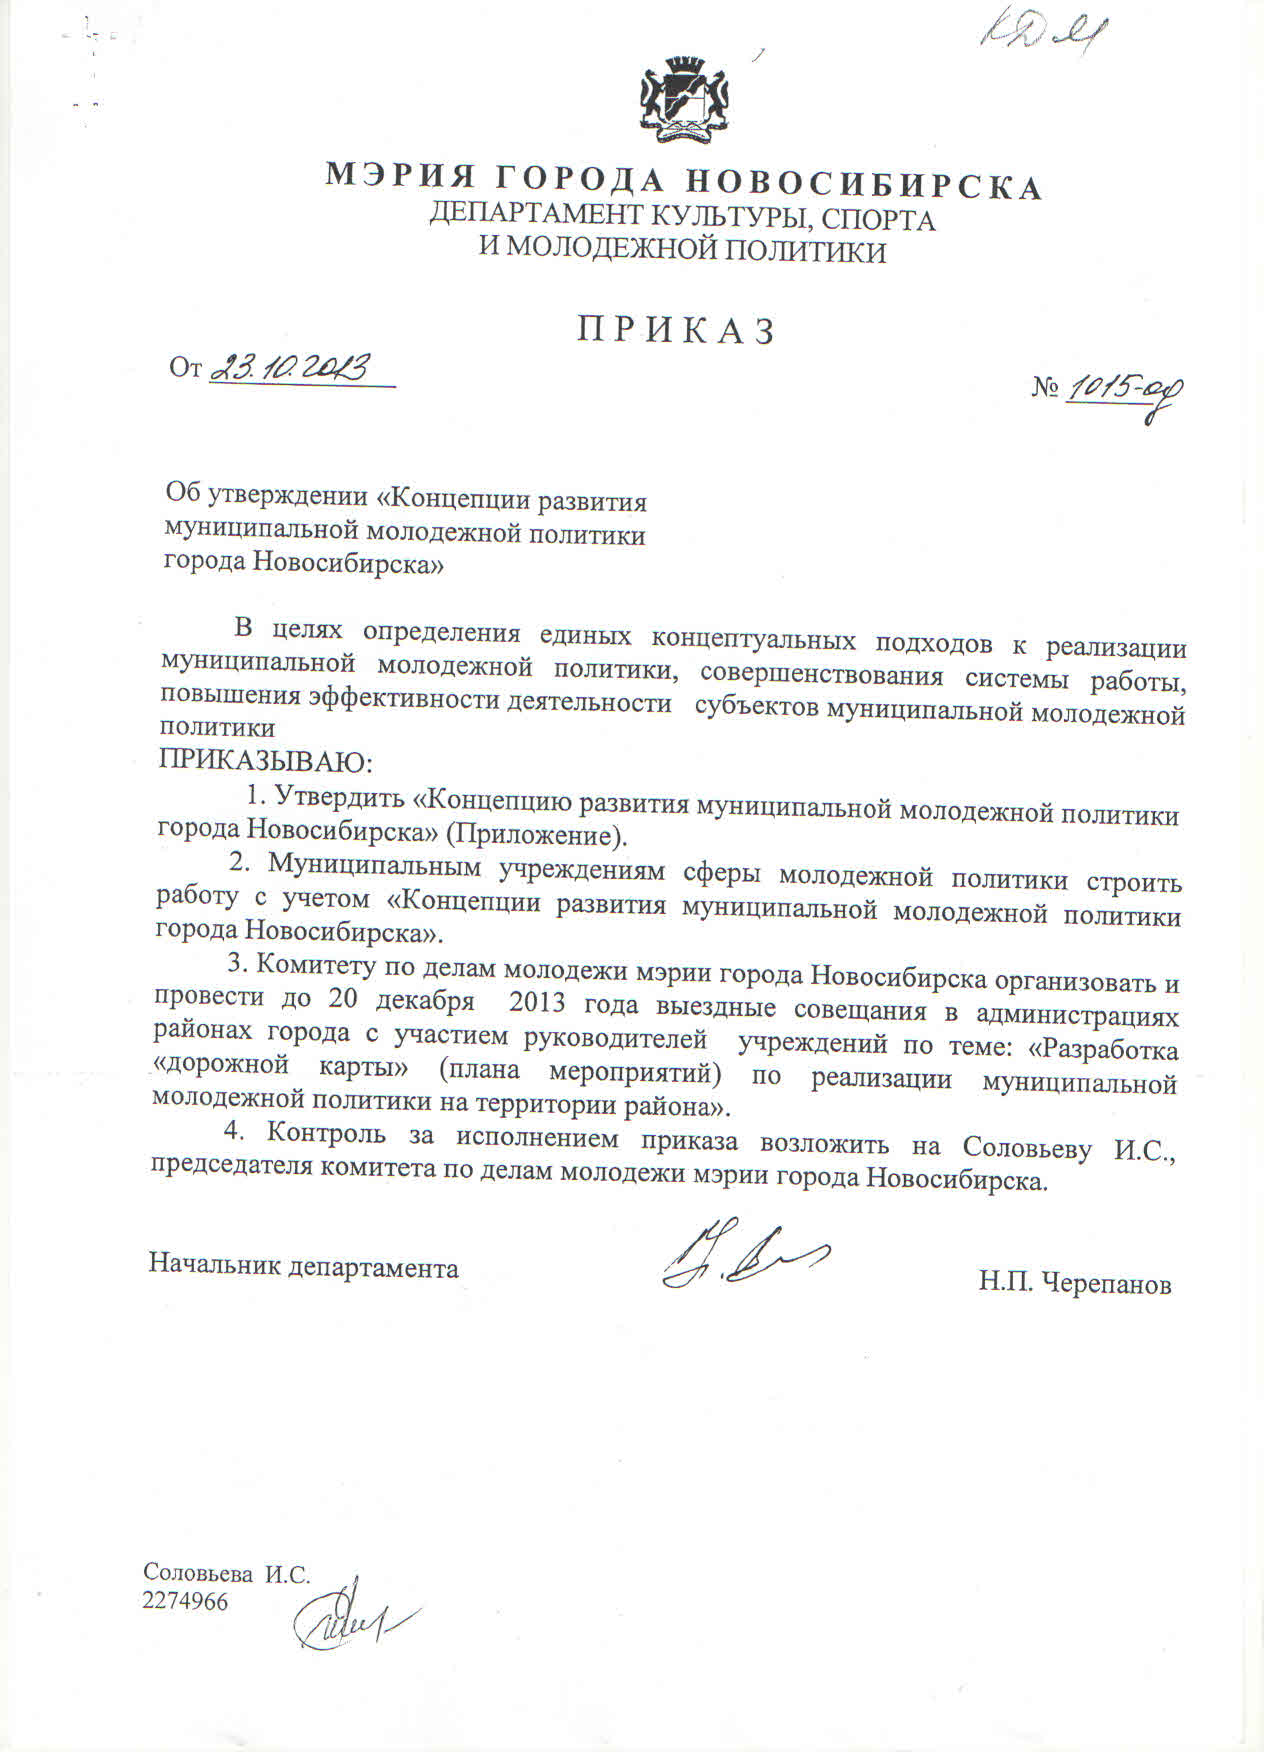 КДМ
МЭРИЯ ГОРОДА НОВОСИБИРСКА
ДЕПАРТАМЕНТ КУЛЬТУРЫ, СПОРТА
И МОЛОДЕЖНОЙ ПОЛИТИКИ
ПРИКАЗ
От 23.10.2013
№ 1015-од
Об утверждении «Концепции развития
муниципальной молодежной политики
города Новосибирска»
В целях определения единых концептуальных подходов к реализации
муниципальной молодежной политики, совершенствования системы работы,
повышения эффективности деятельности субъектов муниципальной молодежной
политики
ПРИКАЗЫВАЮ:
1. Утвердить «Концепцию развития муниципальной молодежной политики
города Новосибирска» (Приложение).
2. Муниципальным учреждениям сферы молодежной политики строить
работу с учетом «Концепции развития муниципальной молодежной политики
города Новосибирска».
3. Комитету по делам молодежи мэрии города Новосибирска организовать и
провести до 20 декабря 2013 года выездные совещания в администрациях
районах города с участием руководителей учреждений по теме: «Разработка
«дорожной карты» (плана мероприятий) по реализации муниципальной
молодежной политики на территории района».
4. Контроль за исполнением приказа возложить на Соловьеву И.С.,
председателя комитета по делам молодежи мэрии города Новосибирска.
Начальник департамента
Н.П. Черепанов
Соловьева И.С.
2274966